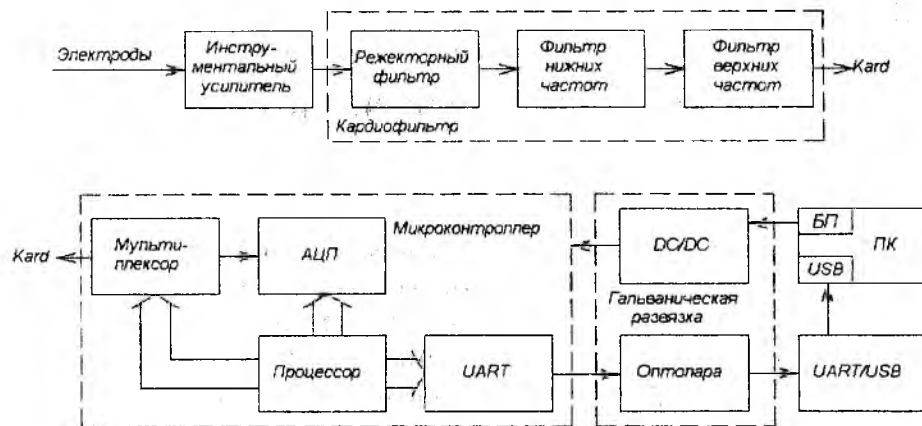 Электроды
Инстру-
ментальный
усилитель
Режекторный
фильтр
Фильтр
нижних
частот
Фильтр
верхних
частот
Kard
Кардиофильтр
Kard
Мульти-
плексор
АЦП
Микроконтроллер
DC/DC
БП
ПК
USB
Гальваническая
развязка
Процессор
UART
Оптопара
UART/USB